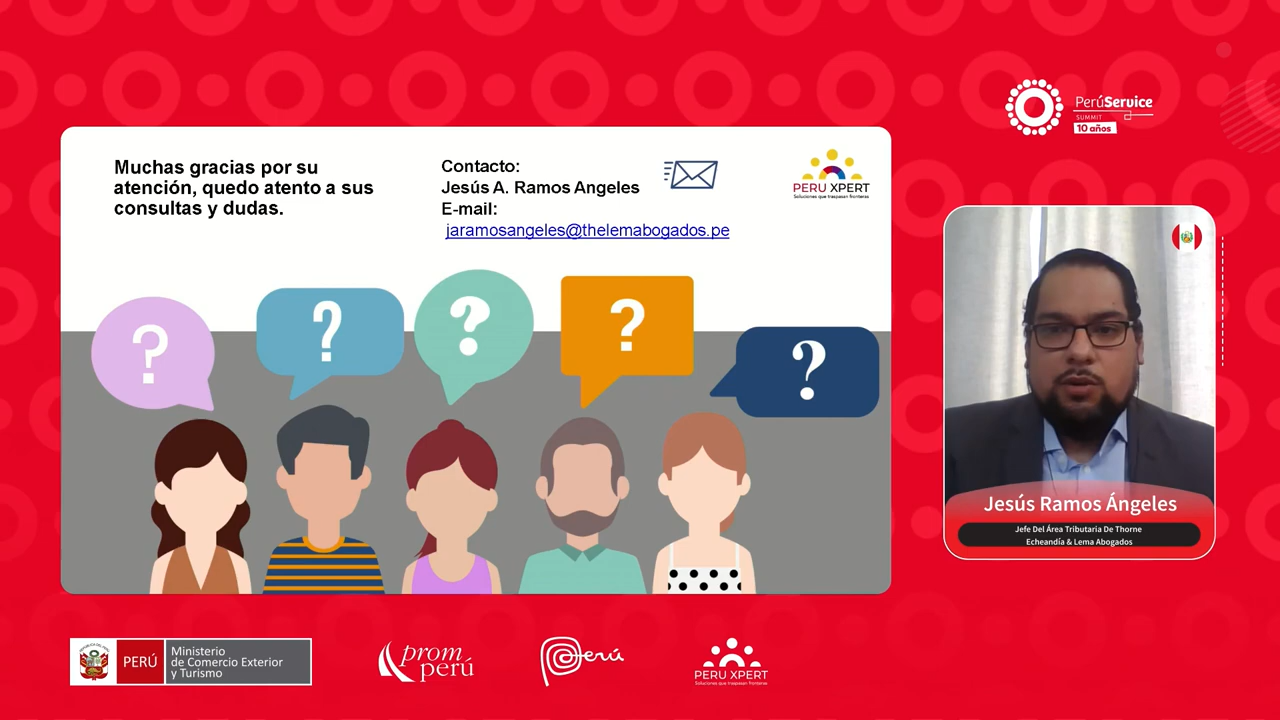 Muchas gracias por su
atención, quedo atento a sus
consultas y dudas.
Contacto:
Jesús A. Ramos Angeles
E-mail:
jaramosangeles@thelemabogados.pe
PERU XPERT
Soluciones que traspasan fronteras
?
?
?
?
?
PerúService
SUMMIT
10 años
Jesús Ramos Ángeles
Jefe Del Área Tributaria De Thorne
Echeandía & Lema Abogados
PERÚ
Ministerio
de Comercio Exterior
y Turismo
prom
perú
Perú
PERU XPERT
Soluciones que traspasan fronteras